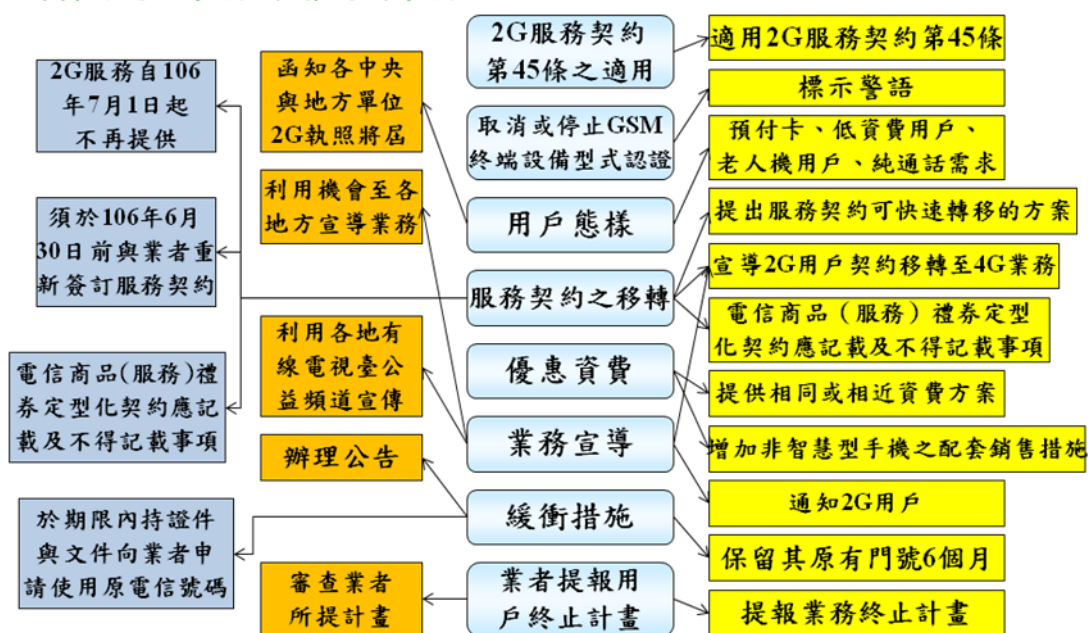 2G服務自106
年7月1日起
不再提供
須於106年6月
30日前與業者重
新簽訂服務契約
電信商品(服務)禮
券定型化契約應記
載及不得記載事項
於期限內持證件
與文件向業者申
請使用原電信號碼
函知各中央
與地方單位
2G執照將屆
利用機會至各
地方宣導業務
利用各地有
線電視臺公
益頻道宣傳
辦理公告
審查業者
所提計畫
2G服務契約
第45條之適用
取消或停止GSM
終端設備型式認證
用戶態樣
服務契約之移轉
優惠資費
業務宣導
緩衝措施
業者提報用
戶終止計畫
適用2G服務契約第45條
標示警語
預付卡、低資費用戶、
老人機用戶、純通話需求
提出服務契約可快速轉移的方案
宣導2G用戶契約移轉至4G業務
電信商品（服務）禮券定型
化契約應記載及不得記載事項
提供相同或相近資費方案
增加非智慧型手機之配套銷售措施
通知2G用戶
保留其原有門號6個月
提報業務終止計畫